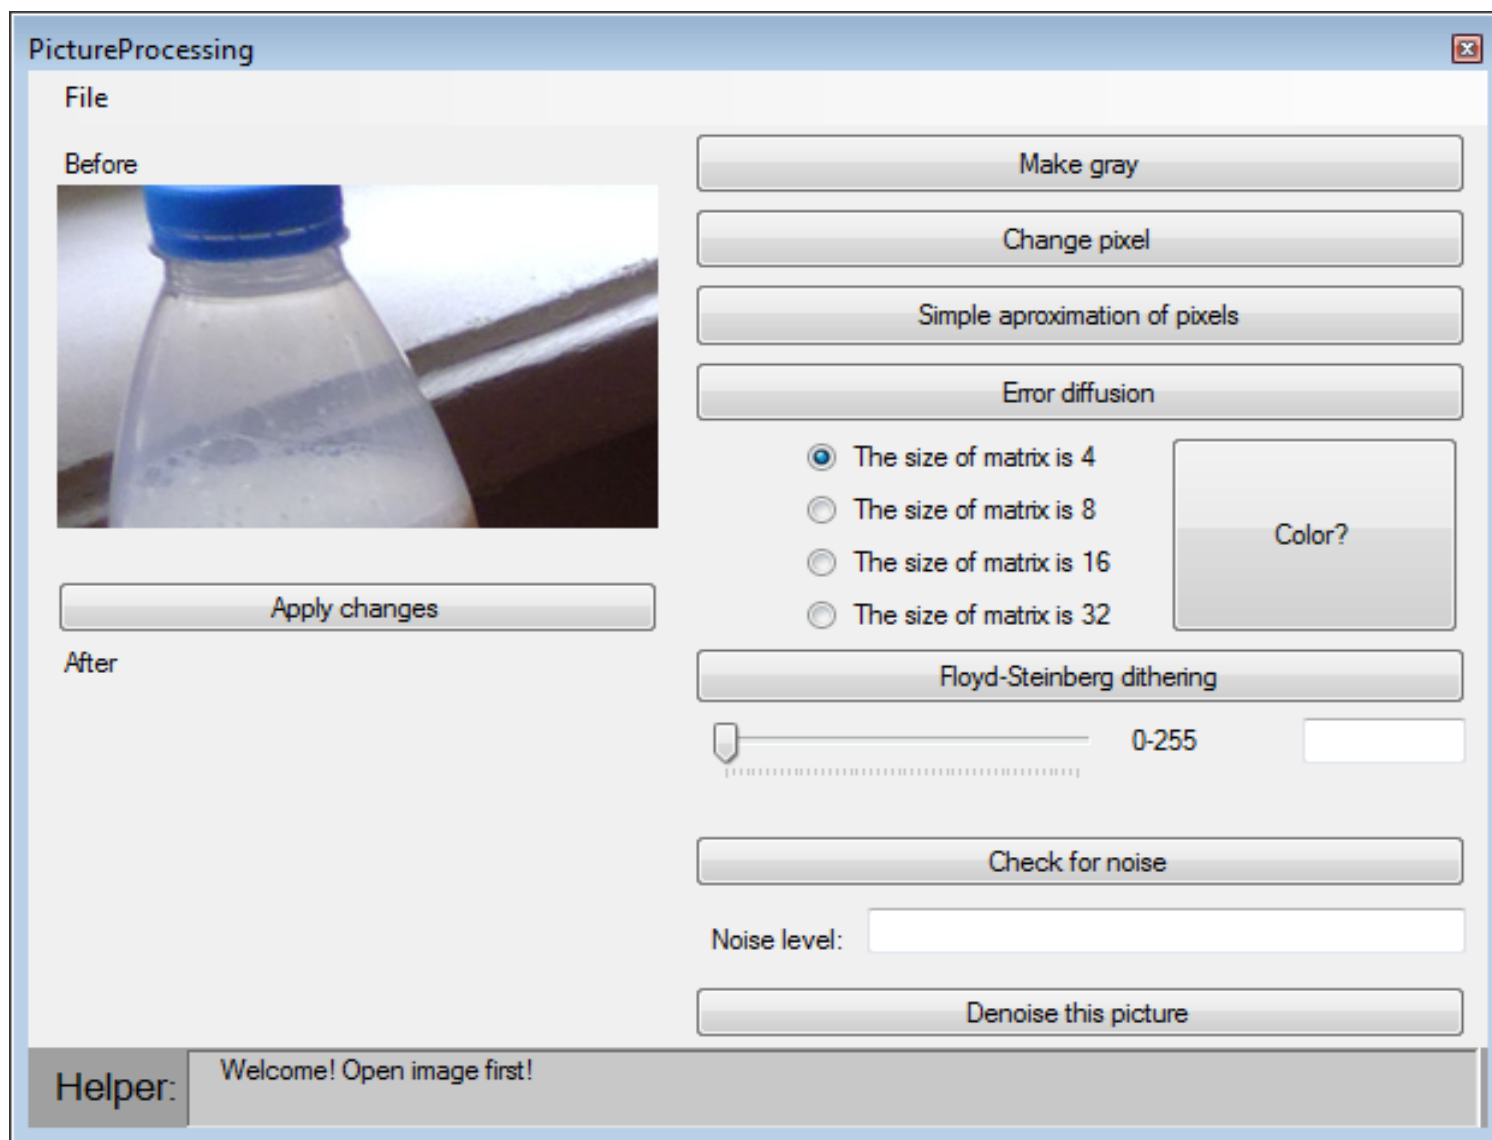 PictureProcessing
File
Before
Make gray
Change pixel
Simple aproximation of pixels
Error diffusion
The size of matrix is 4
The size of matrix is 8
The size of matrix is 16
The size of matrix is 32
Color?
Apply changes
After
Floyd-Steinberg dithering
0-255
Check for noise
Noise level:
Denoise this picture
Helper:
Welcome! Open image first!